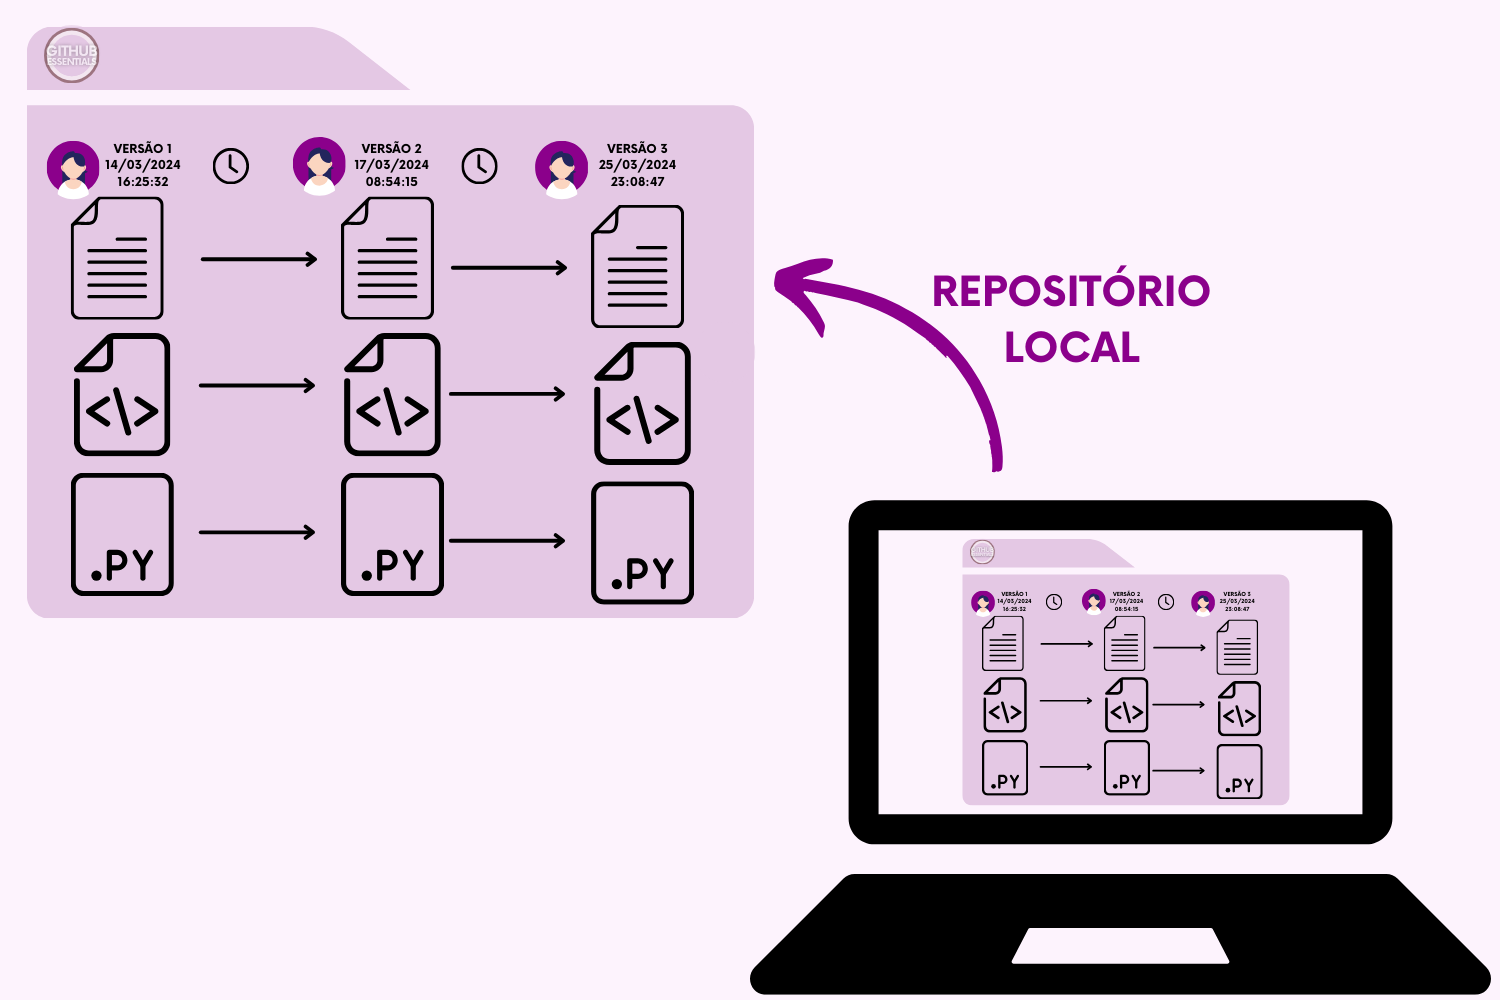 GITHUB
ESSENTIALS
VERSÃO 1
14/03/2024
16:25:32
VERSÃO 2
17/03/2024
08:54:15
VERSÃO 3
25/03/2024
23:08:47
</>
</>
</>
.PY
.PY
.PY
REPOSITÓRIO
LOCAL
VERSÃO 1
14/03/2024
16:25:32
VERSÃO 2
17/03/2024
08:54:15
VERSÃO 3
25/03/2024
23:08:47
</>
</>
</>
.PY
.PY
.PY